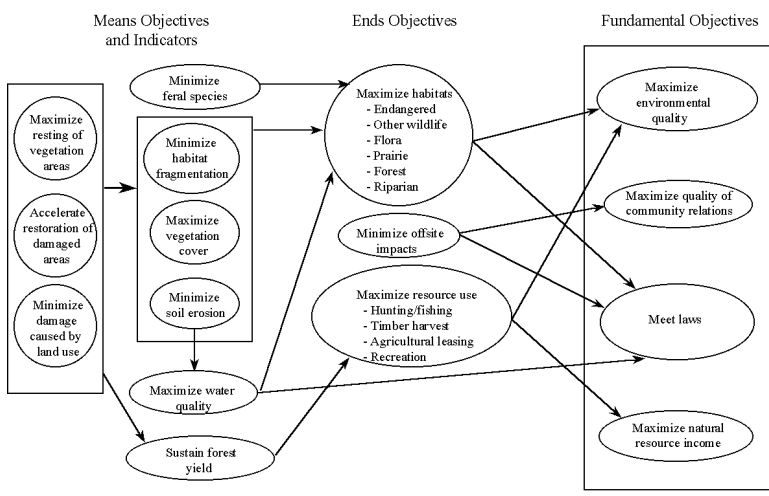 Means Objectives
and Indicators
Ends Objectives
Fundamental Objectives
Maximize
resting of
vegetation
areas
Accelerate
restoration of
damaged
areas
Minimize
damage
caused by
land use
Minimize
feral species
Minimize
habitat
fragmentation
Maximize
vegetation
cover
Minimize
soil erosion
Maximize water
quality
Sustain forest
yield
Maximize habitats
- Endangered
- Other wildlife
- Flora
- Prairie
- Forest
- Riparian
Minimize offsite
impacts
Maximize resource use
- Hunting/fishing
- Timber harvest
- Agricultural leasing
- Recreation
Maximize
environmental
quality
Maximize quality of
community relations
Meet laws
Maximize natural
resource income